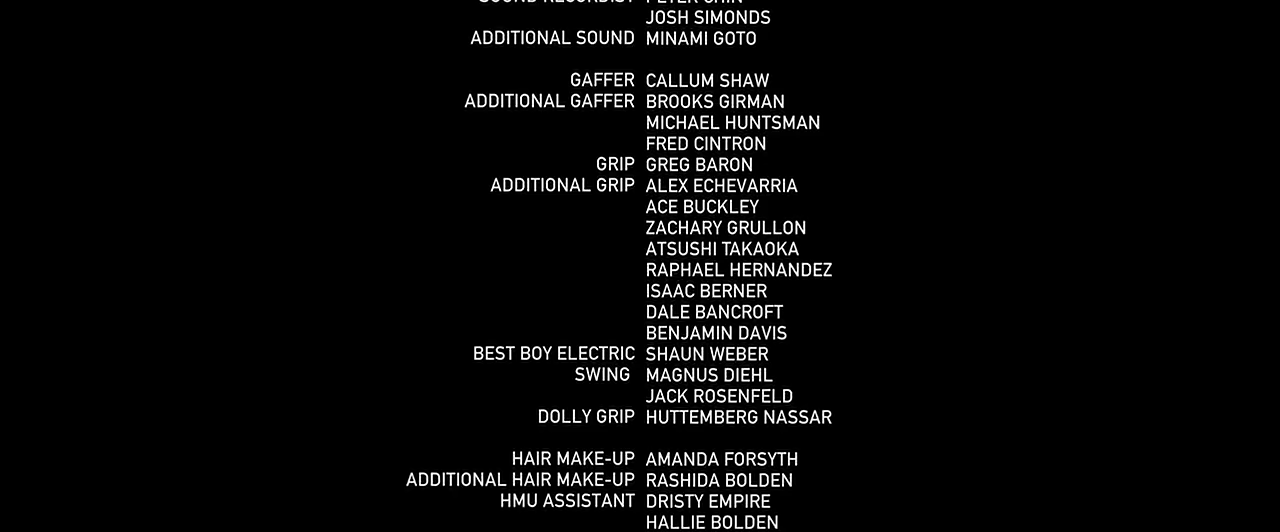 JOSH SIMONDS
ADDITIONAL SOUND MINAMI GOTO
GAFFER CALLUM SHAW
ADDITIONAL GAFFER BROOKS GIRMAN
MICHAEL HUNTSMAN
FRED CINTRON
GRIP GREG BARON
ADDITIONAL GRIP ALEX ECHEVARRIA
ACE BUCKLEY
ZACHARY GRULLON
ATSUSHI TAKAOKA
RAPHAEL HERNANDEZ
ISAAC BERNER
DALE BANCROFT
BENJAMIN DAVIS
BEST BOY ELECTRIC SHAUN WEBER
SWING MAGNUS DIEHL
JACK ROSENFELD
DOLLY GRIP HUTTEMBERG NASSAR
HAIR MAKE-UP AMANDA FORSYTH
ADDITIONAL HAIR MAKE-UP RASHIDA BOLDEN
HMU ASSISTANT DRISTY EMPIRE
HALLIE BOLDEN